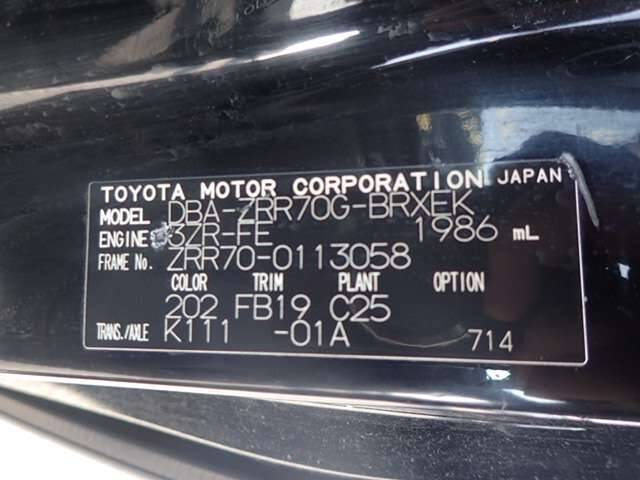 TOYOTA MOTOR CORPORATION JAPAN
MODEL DBA-ZRR70G-BRXEK
ENGINE 3ZR-FE 1986 mL
FRAME No. ZRR70-0113058
COLOR TRIM PLANT OPTION
202 FB19 C25
TRANS./AXLE K111 -01A 714